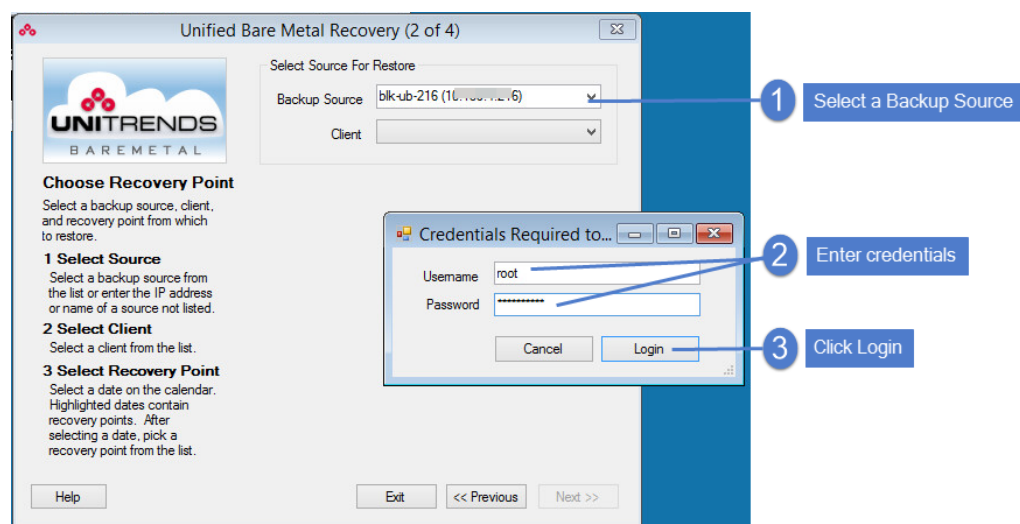 Unified Bare Metal Recovery (2 of 4)
UNITRENDS
BAREMETAL
Select Source For Restore
Backup Source
blk-ub-216
Client
1
Select a Backup Source
Choose Recovery Point
Select a backup source, client,
and recovery point from which
to restore.
1 Select Source
Select a backup source from
the list or enter the IP address
or name of a source not listed.
2 Select Client
Select a client from the list.
3 Select Recovery Point
Select a date on the calendar.
Highlighted dates contain
recovery points. After
selecting a date, pick a
recovery point from the list.
Credentials Required to...
Username
root
Password
**********
Cancel
Login
2
Enter credentials
3
Click Login
Help
Exit
<< Previous
Next >>